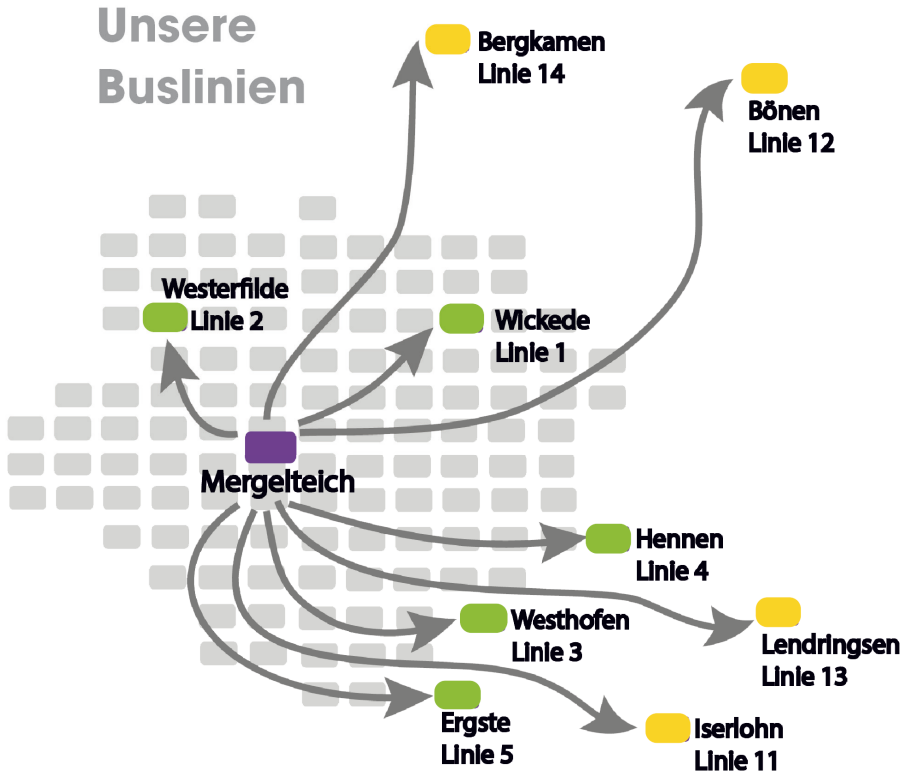 Unsere
Buslinien
Bergkamen
Linie 14
Bönen
Linie 12
Westerfilde
Linie 2
Wickede
Linie 1
Mergelteich
Hennen
Linie 4
Westhofen
Linie 3
Lendringsen
Linie 13
Ergste
Linie 5
Iserlohn
Linie 11